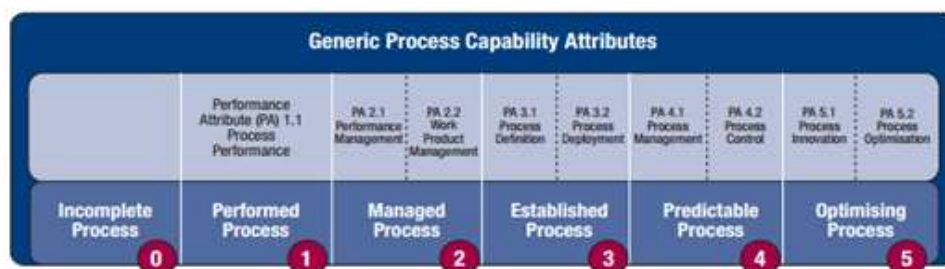 Generic Process Capability Attributes
Performance
Attribute (PA) 1.1
Process
Performance
PA 2.1
Performance
Management
PA 2.2
Work
Product
Management
PA 3.1
Process
Definition
PA 3.2
Process
Deployment
PA 4.1
Process
Management
PA 4.2
Process
Control
PA 5.1
Process
Innovation
PA 5.2
Process
Optimisation
Incomplete
Process
0
Performed
Process
1
Managed
Process
2
Established
Process
3
Predictable
Process
4
Optimising
Process
5